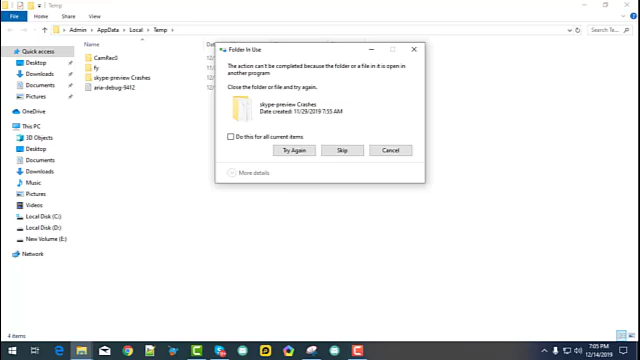 Temp
File
Home
Share
View
Admin
AppData
Local
Temp
Search Te...
Quick access
Desktop
Downloads
Documents
Pictures
OneDrive
This PC
3D Objects
Desktop
Documents
Downloads
Music
Pictures
Videos
Local Disk (C:)
Local Disk (D:)
New Volume (E:)
Network
Name
CamRec0
fy
skype-preview Crashes
aria-debug-9412
Folder In Use
The action can't be completed because the folder or a file in it is open in
another program
Close the folder or file and try again.
skype-preview Crashes
Date created: 11/29/2019 7:55 AM
Do this for all current items
Try Again
Skip
Cancel
More details
4 items
7:05 PM
12/14/2019